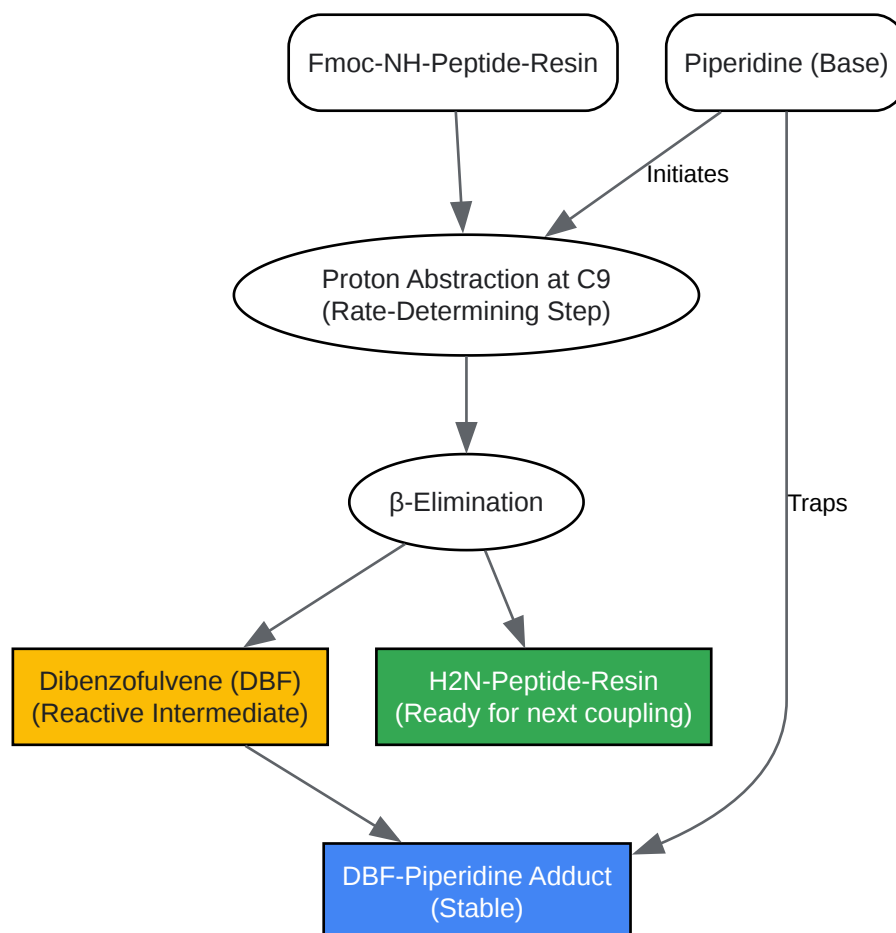 Fmoc-NH-Peptide-Resin
Piperidine (Base)
Initiates
Proton Abstraction at C9
(Rate-Determining Step)
β-Elimination
Traps
Dibenzofulvene (DBF)
(Reactive Intermediate)
H2N-Peptide-Resin
(Ready for next coupling)
DBF-Piperidine Adduct
(Stable)